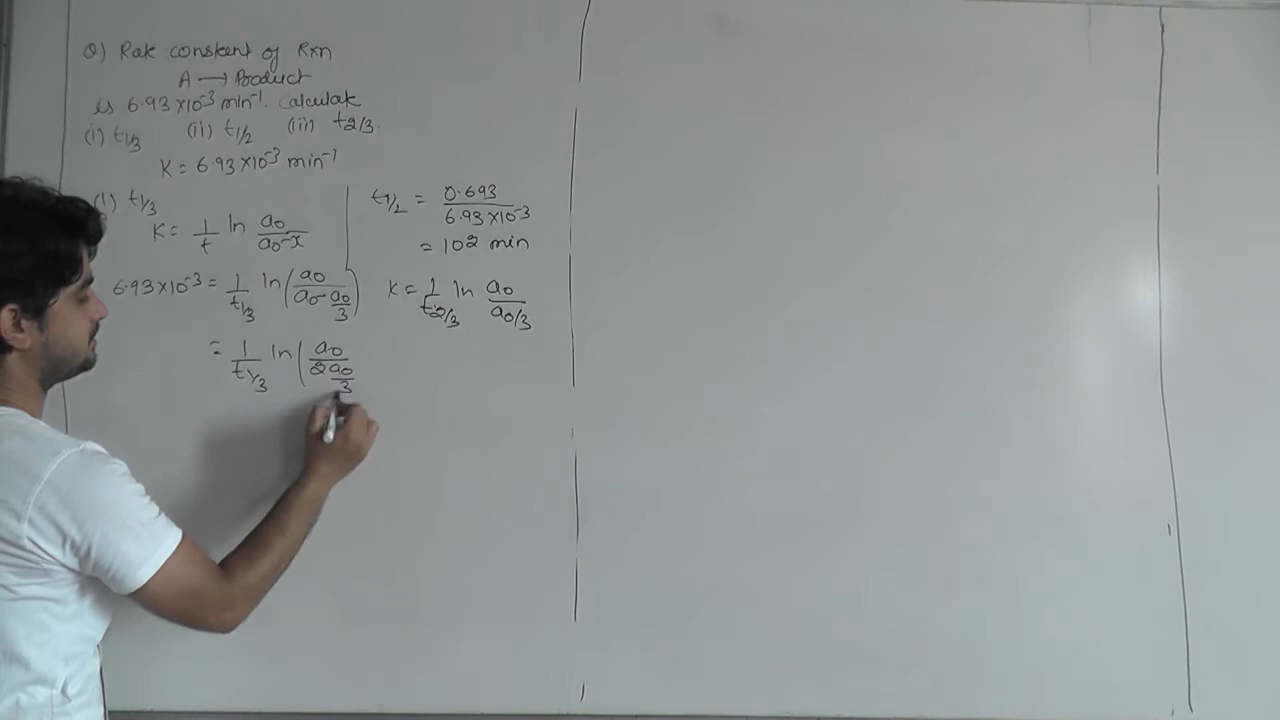 Q) Rate constant of Rxn
A ⟶ Product
is 6.93 × 10⁻³ min⁻¹. Calculate
(i) t1/3 (ii) t1/2 (iii) t2/3.
K = 6.93 × 10⁻³ min⁻¹
(i) t1/3
K = 1/t ln a₀/(a₀-x)
6.93 × 10⁻³ = 1/t1/3 ln(a₀/(a₀ - a₀/3))
= 1/t1/3 ln(a₀/(2a₀/3)
t1/2 = 0.693/(6.93 × 10⁻³)
= 10² min
K = 1/t2/3 ln a₀/(a₀/3)